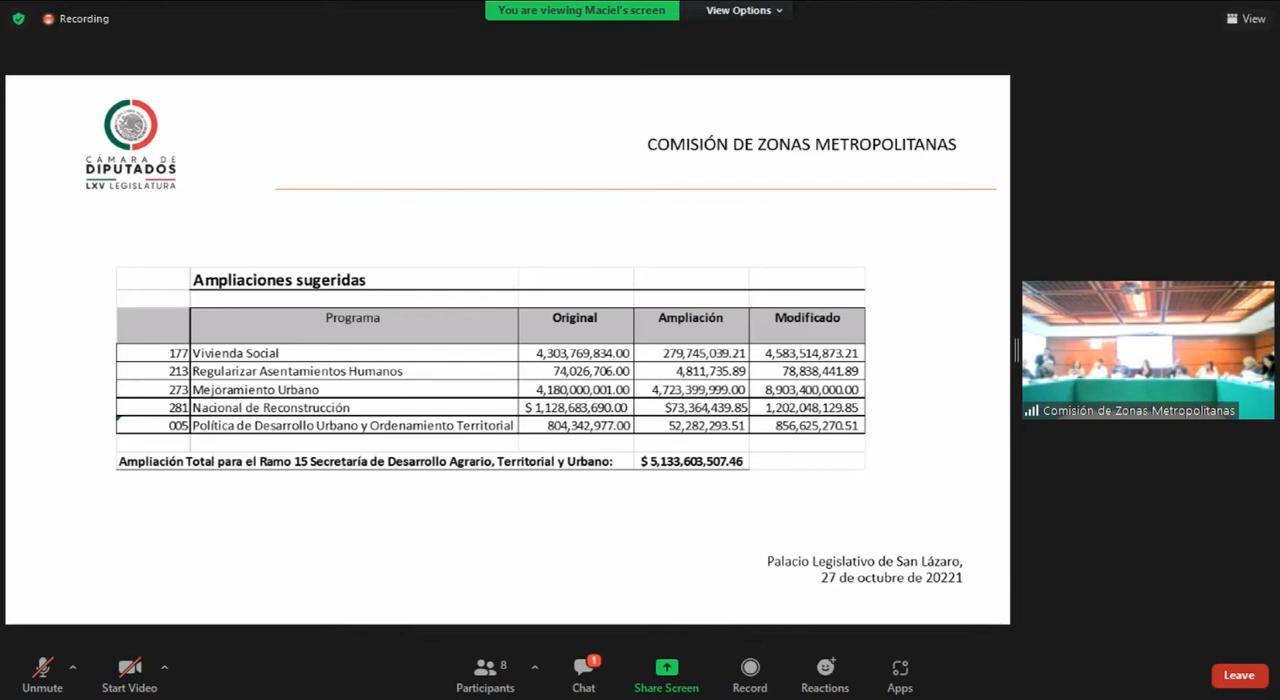 Recording
You are viewing Maciel's screen
View Options
View
CÁMARA DE
DIPUTADOS
LXV LEGISLATURA
COMISIÓN DE ZONAS METROPOLITANAS
Ampliaciones sugeridas
Programa Original Ampliación Modificado
177 Vivienda Social 4,303,769,834.00 279,745,039.21 4,583,514,873.21
213 Regularizar Asentamientos Humanos 74,026,706.00 4,811,735.89 78,838,441.89
273 Mejoramiento Urbano 4,180,000,001.00 4,723,399,999.00 8,903,400,000.00
281 Nacional de Reconstrucción $ 1,128,683,690.00 $73,364,439.85 1,202,048,129.85
005 Política de Desarrollo Urbano y Ordenamiento Territorial 804,342,977.00 52,282,293.51 856,625,270.51
Ampliación Total para el Ramo 15 Secretaría de Desarrollo Agrario, Territorial y Urbano: $ 5,133,603,507.46
Palacio Legislativo de San Lázaro,
27 de octubre de 20221
Comisión de Zonas Metropolitanas
Unmute
Start Video
8
Participants
1
Chat
Share Screen
Record
Reactions
Apps
Leave